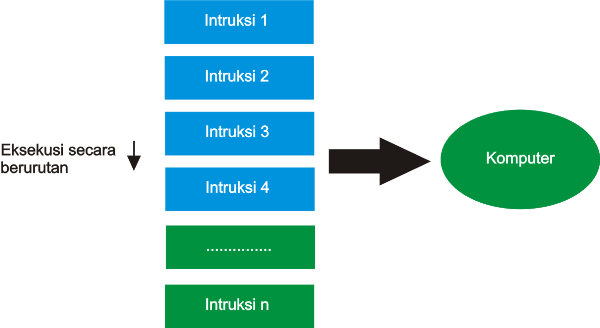 Intruksi 1
Intruksi 2
Intruksi 3
Eksekusi secara
berurutan
Komputer
Intruksi 4
...............
Intruksi n